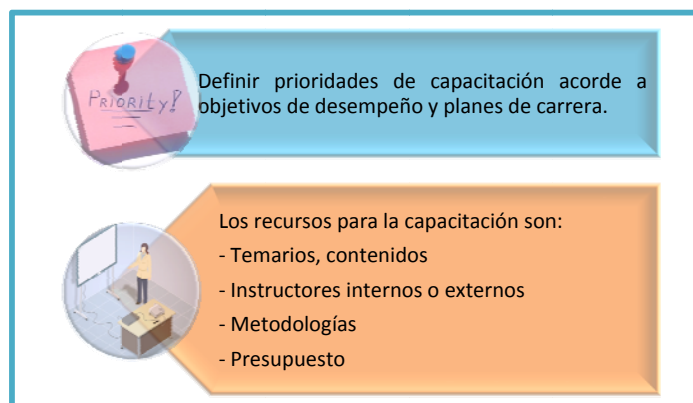 PRIORITY!
Definir prioridades de capacitación acorde a
objetivos de desempeño y planes de carrera.
Los recursos para la capacitación son:
- Temarios, contenidos
- Instructores internos o externos
- Metodologías
- Presupuesto